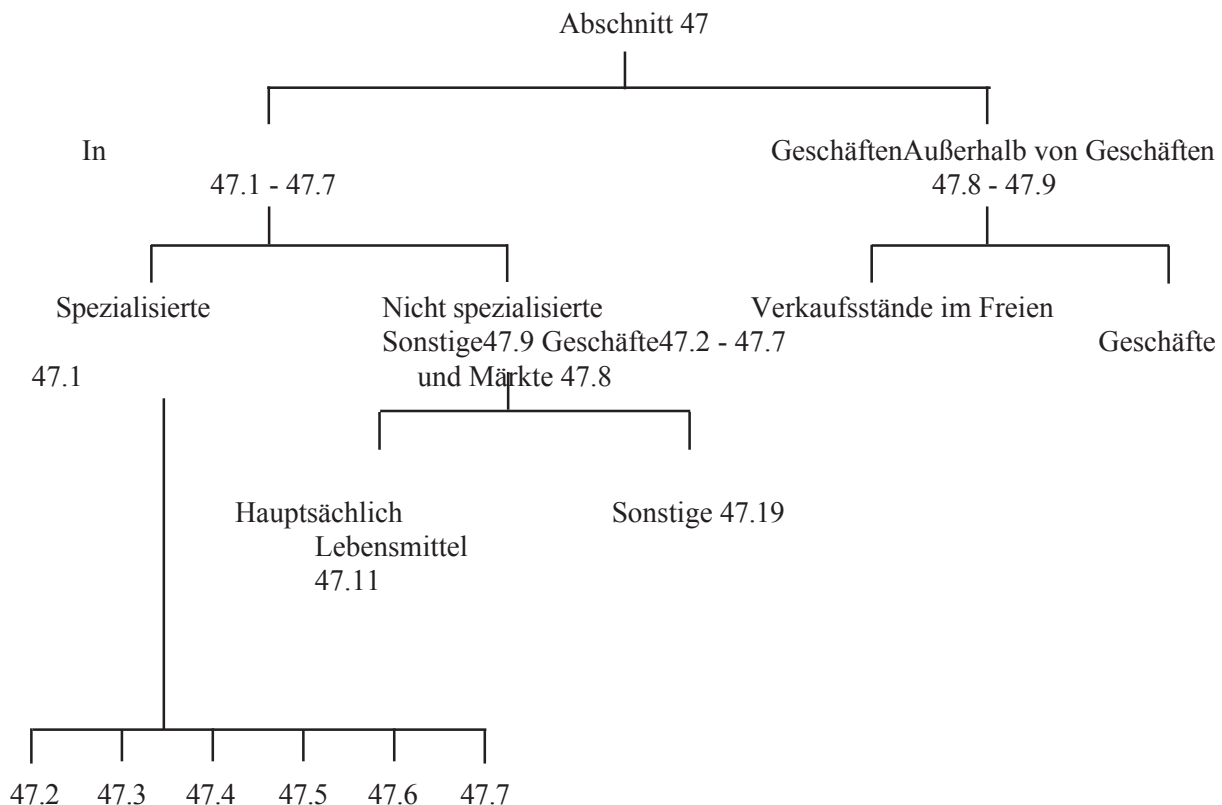 Abschnitt 47
In
GeschäftenAußerhalb von Geschäften
47.1 - 47.7
47.8 - 47.9
Spezialisierte
Nicht spezialisierte
Verkaufsstände im Freien
Sonstige47.9 Geschäfte47.2 - 47.7
Geschäfte
47.1
und Märkte 47.8
Hauptsächlich
Sonstige 47.19
Lebensmittel
47.11
47.2 47.3 47.4 47.5 47.6 47.7